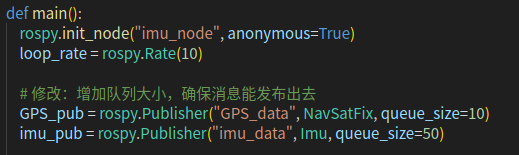 def main():
    rospy.init_node("imu_node", anonymous=True)
    loop_rate = rospy.Rate(10)
    # 修改：增加队列大小，确保消息能发布出去
    GPS_pub = rospy.Publisher("GPS_data", NavSatFix, queue_size=10)
    imu_pub = rospy.Publisher("imu_data", Imu, queue_size=50)